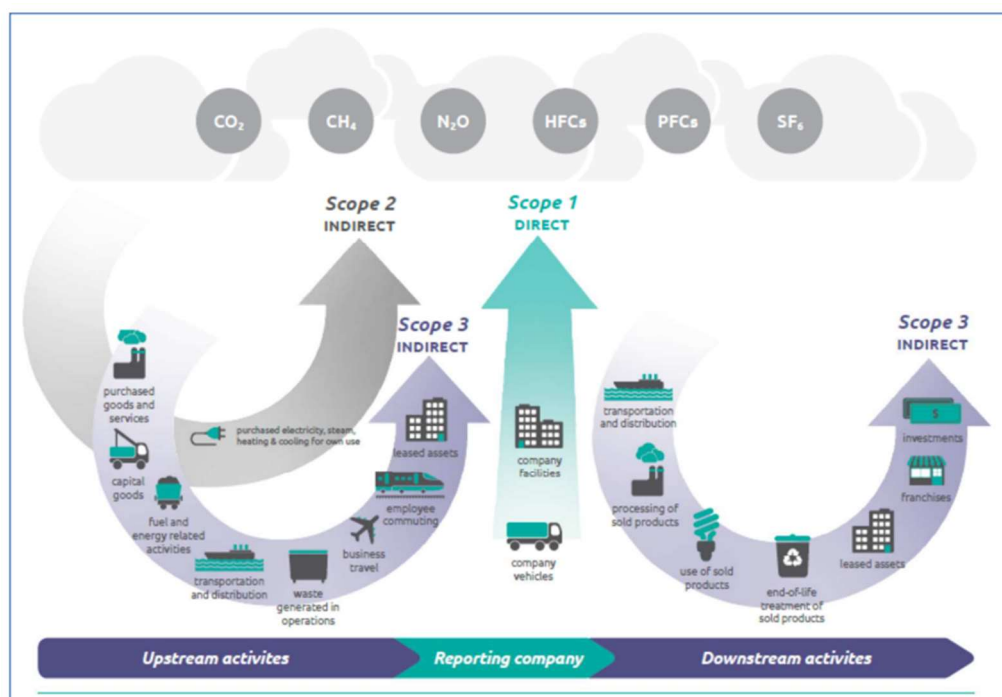 CO₂
CH₄
N₂O
HFCs
PFCs
SF₆
Scope 2
INDIRECT
Scope 1
DIRECT
Scope 3
INDIRECT
Scope 3
INDIRECT
purchased
goods and
services
capital
goods
fuel and
energy related
activities
transportation
and distribution
waste
generated in
operations
business
travel
employee
commuting
leased assets
purchased electricity, steam,
heating & cooling for own use
company
facilities
company
vehicles
transportation
and distribution
processing of
sold products
use of sold
products
end-of-life
treatment of
sold products
leased assets
franchises
investments
$
Upstream activites
Reporting company
Downstream activites